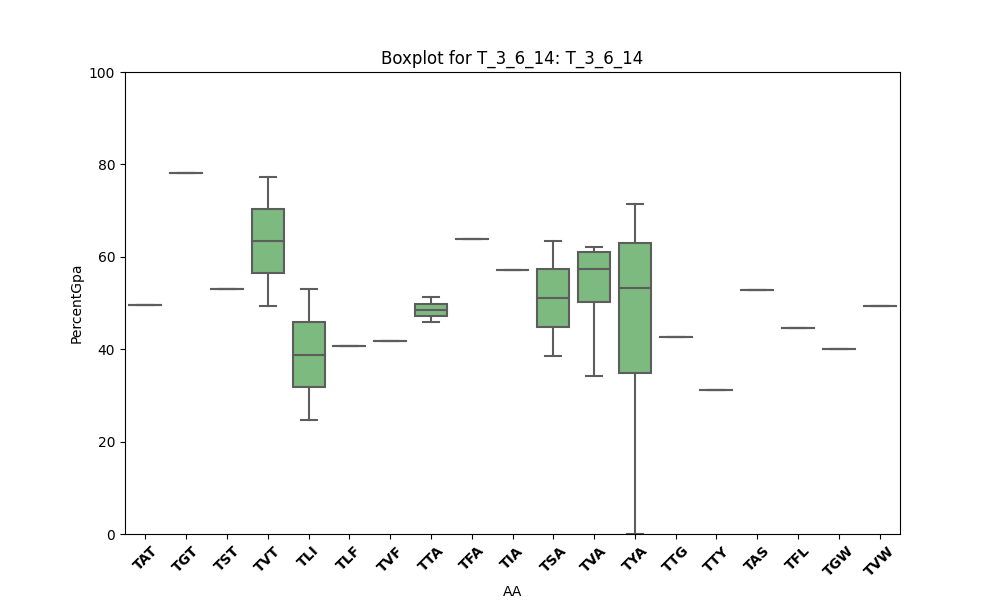 Boxplot for T_3_6_14: T_3_6_14
100
80
60
40
20
0
PercentGpa
TAT TGT TST TVT TLI TLF TVF TTA TFA TIA TSA TVA TYA TTG TTY TAS TFL TGW TVW
AA